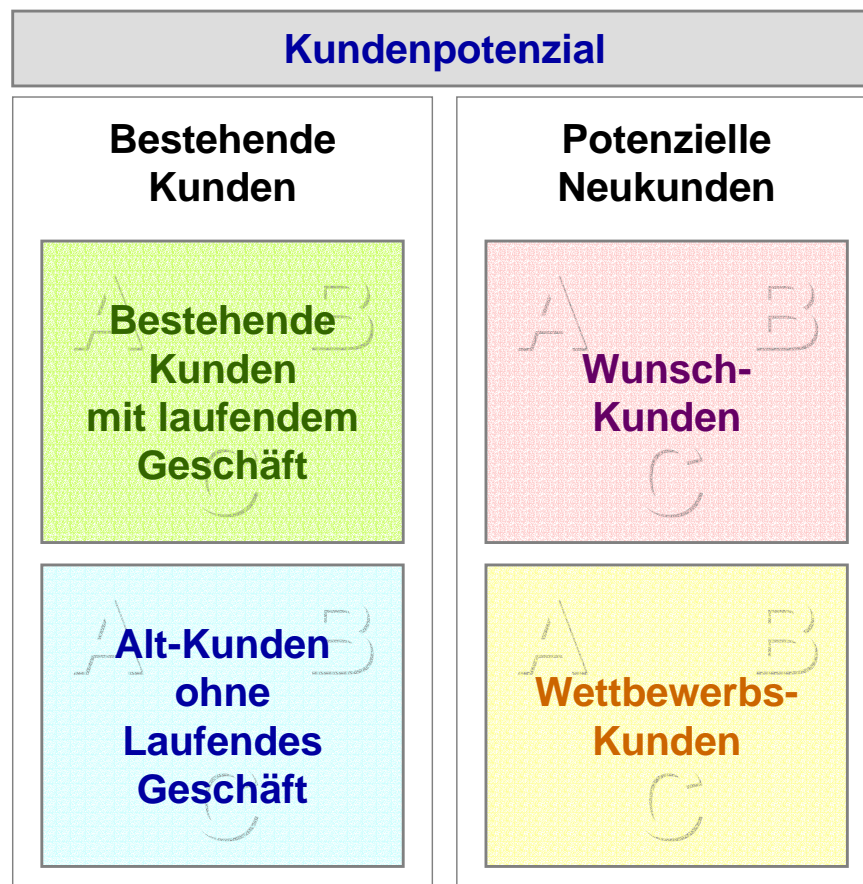 Kundenpotenzial
Bestehende
Kunden
A B
Bestehende
Kunden
mit laufendem
Geschäft
C
A B
Alt-Kunden
ohne
Laufendes
Geschäft
C
Potenzielle
Neukunden
A B
Wunsch-
Kunden
C
A B
Wettbewerbs-
Kunden
C